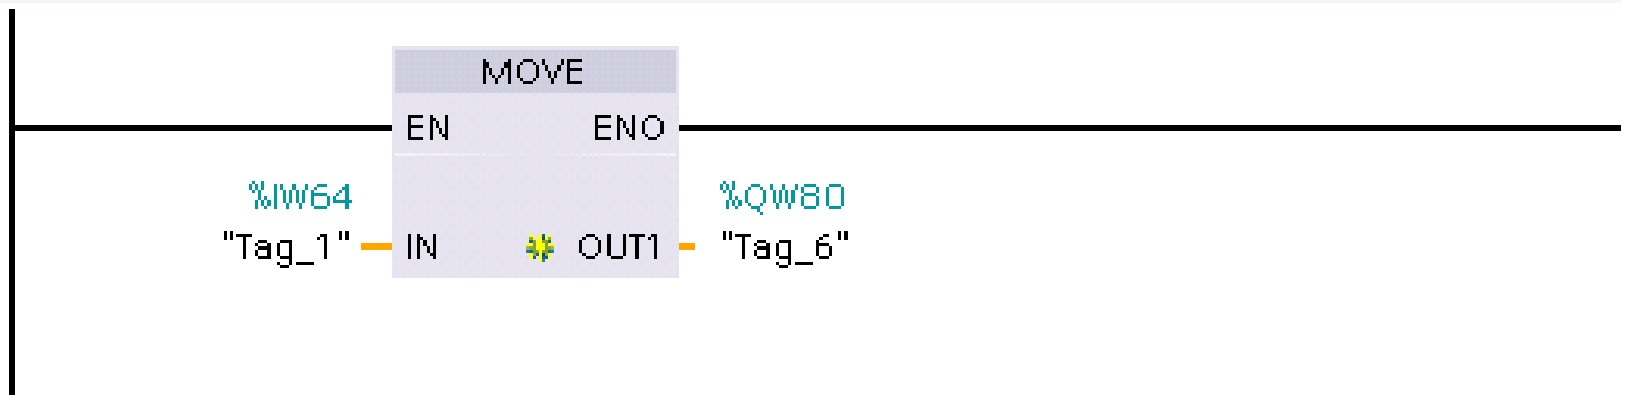 MOVE
EN ENO
%IW64 %QW80
"Tag_1" IN OUT1 "Tag_6"